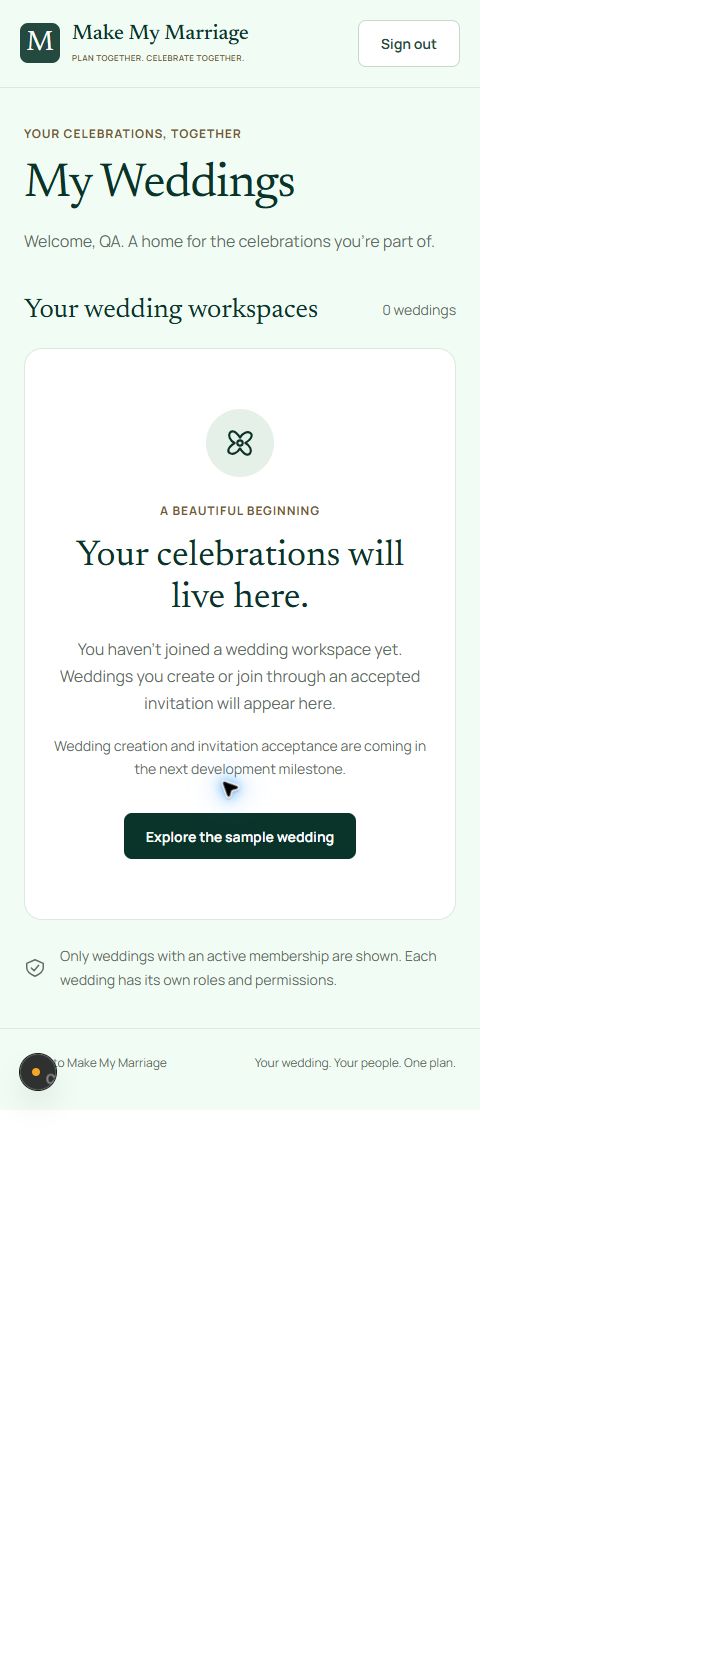 M
Make My Marriage
PLAN TOGETHER. CELEBRATE TOGETHER.
Sign out
YOUR CELEBRATIONS, TOGETHER
My Weddings
Welcome, QA. A home for the celebrations you're part of.
Your wedding workspaces
0 weddings
A BEAUTIFUL BEGINNING
Your celebrations will
live here.
You haven't joined a wedding workspace yet.
Weddings you create or join through an accepted
invitation will appear here.
Wedding creation and invitation acceptance are coming in
the next development milestone.
Explore the sample wedding
Only weddings with an active membership are shown. Each
wedding has its own roles and permissions.
to Make My Marriage
Your wedding. Your people. One plan.